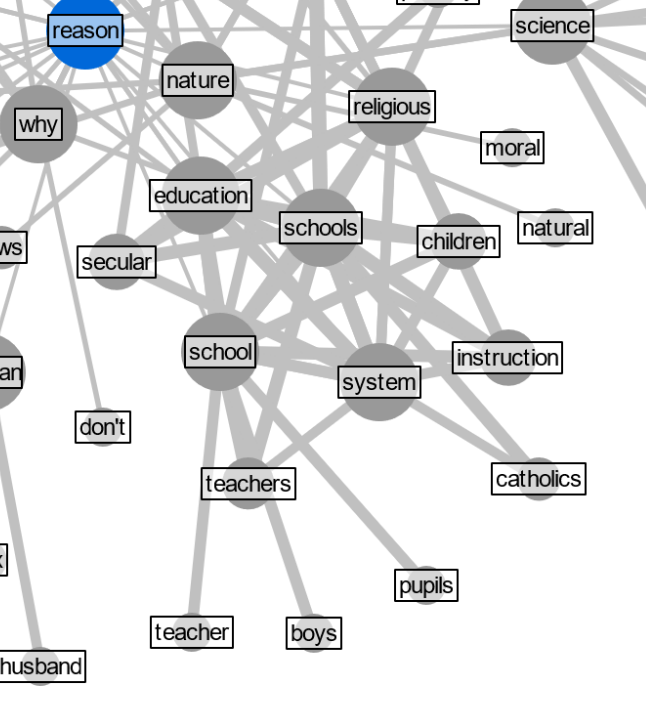 science
reason
nature
religious
why
moral
education
schools
natural
children
ws
secular
school
instruction
an
system
don't
catholics
teachers
pupils
teacher
boys
husband